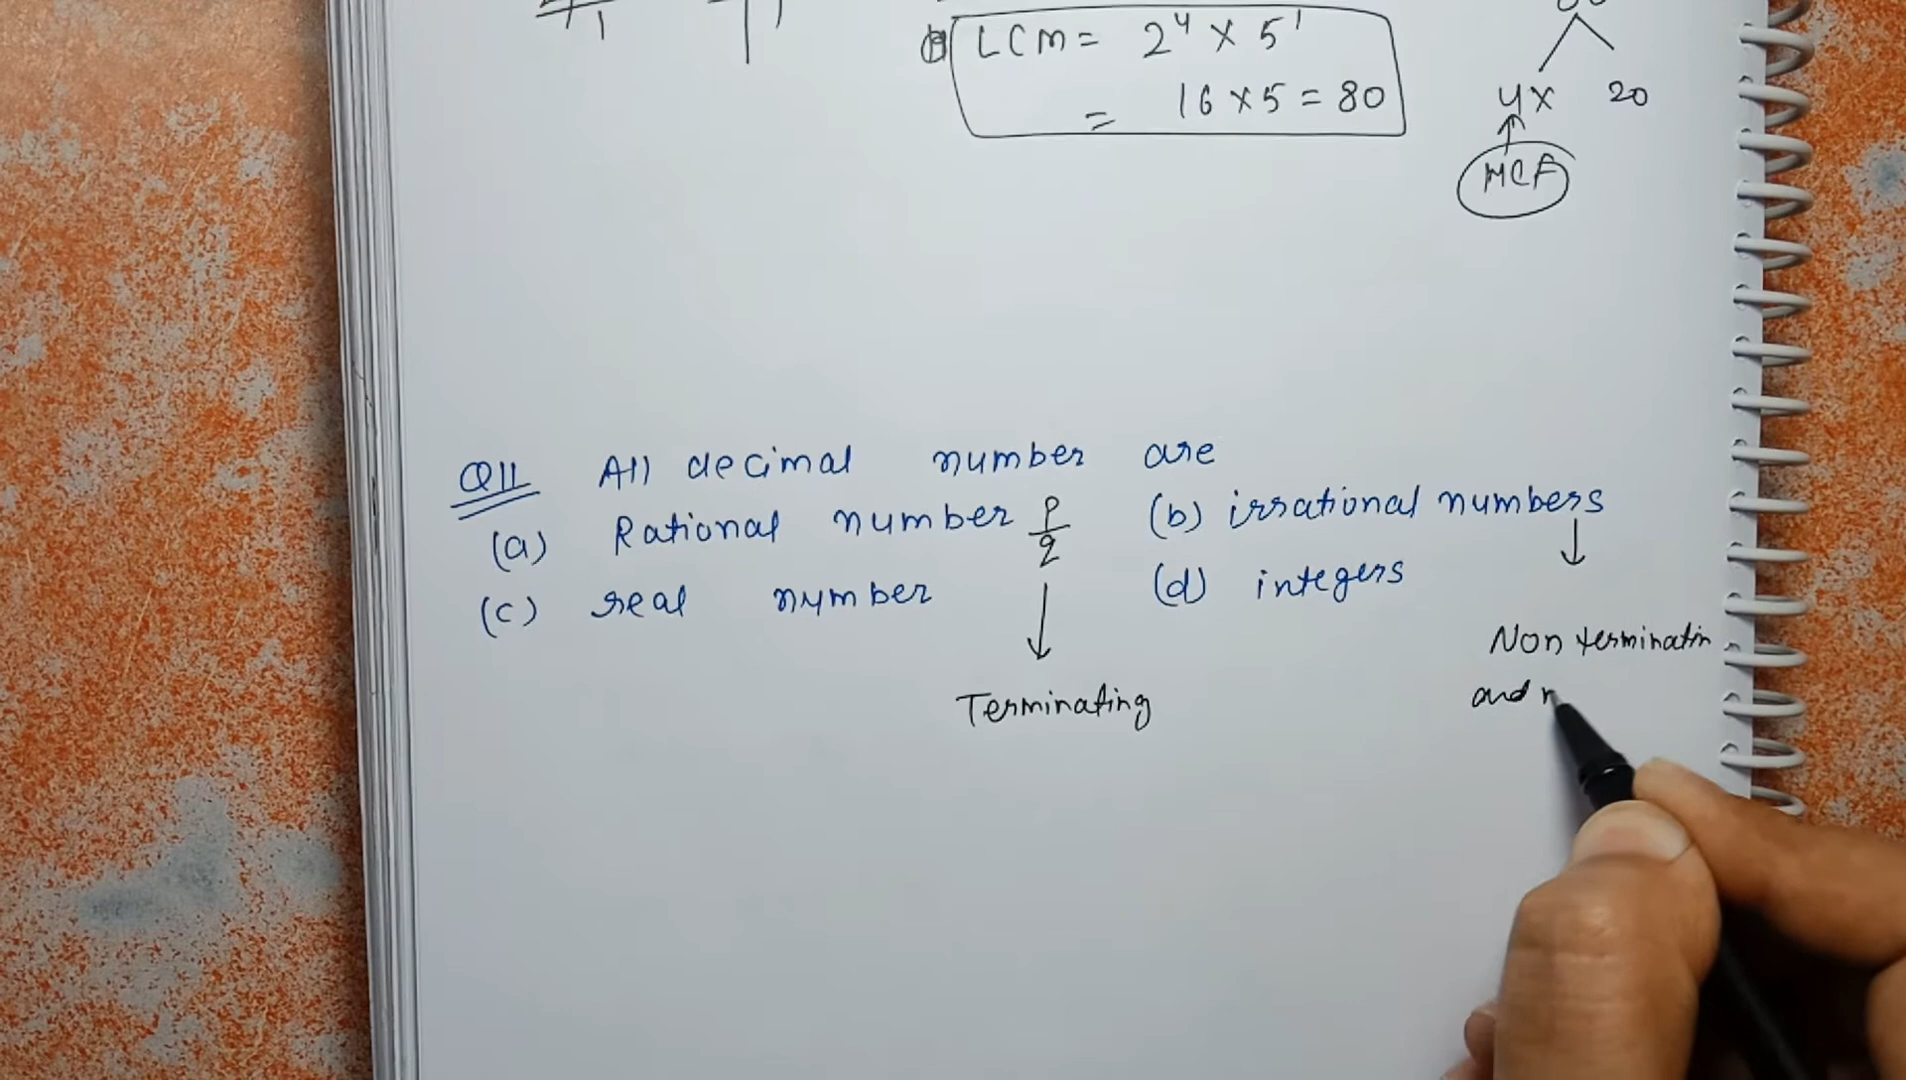 LCM = 2⁴ × 5¹
= 16 × 5 = 80
4 × 20
HCF
Q11 All decimal number are
(a) Rational number p/q (b) irrational numbers
(c) real number (d) integers
Non terminatin
Terminating and n